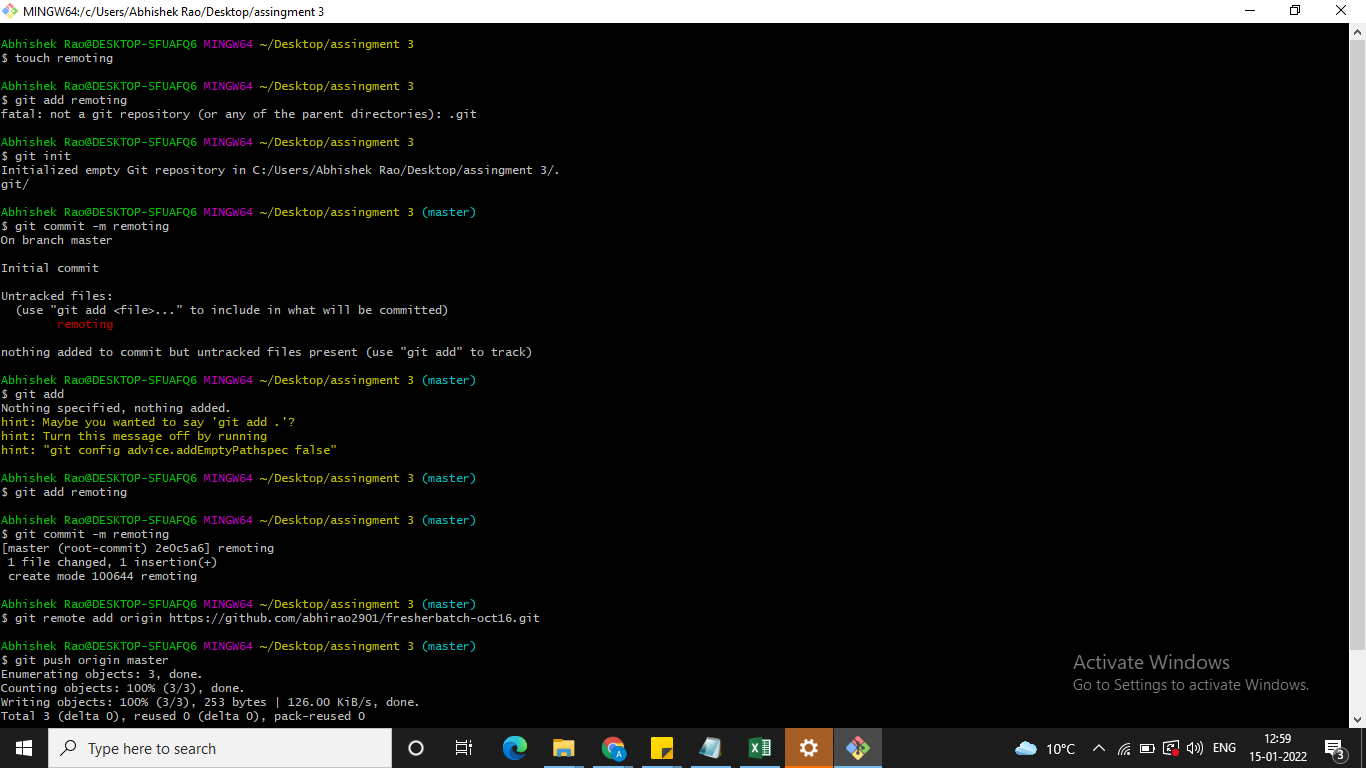 MINGW64:/c/Users/Abhishek Rao/Desktop/assingment 3
Abhishek Rao@DESKTOP-SFUAFQ6 MINGW64 ~/Desktop/assingment 3
$ touch remoting
Abhishek Rao@DESKTOP-SFUAFQ6 MINGW64 ~/Desktop/assingment 3
$ git add remoting
fatal: not a git repository (or any of the parent directories): .git
Abhishek Rao@DESKTOP-SFUAFQ6 MINGW64 ~/Desktop/assingment 3
$ git init
Initialized empty Git repository in C:/Users/Abhishek Rao/Desktop/assingment 3/.
git/
Abhishek Rao@DESKTOP-SFUAFQ6 MINGW64 ~/Desktop/assingment 3 (master)
$ git commit -m remoting
On branch master
Initial commit
Untracked files:
  (use "git add <file>..." to include in what will be committed)
        remoting
nothing added to commit but untracked files present (use "git add" to track)
Abhishek Rao@DESKTOP-SFUAFQ6 MINGW64 ~/Desktop/assingment 3 (master)
$ git add
Nothing specified, nothing added.
hint: Maybe you wanted to say 'git add .'?
hint: Turn this message off by running
hint: "git config advice.addEmptyPathspec false"
Abhishek Rao@DESKTOP-SFUAFQ6 MINGW64 ~/Desktop/assingment 3 (master)
$ git add remoting
Abhishek Rao@DESKTOP-SFUAFQ6 MINGW64 ~/Desktop/assingment 3 (master)
$ git commit -m remoting
[master (root-commit) 2e0c5a6] remoting
 1 file changed, 1 insertion(+)
 create mode 100644 remoting
Abhishek Rao@DESKTOP-SFUAFQ6 MINGW64 ~/Desktop/assingment 3 (master)
$ git remote add origin https://github.com/abhirao2901/fresherbatch-oct16.git
Abhishek Rao@DESKTOP-SFUAFQ6 MINGW64 ~/Desktop/assingment 3 (master)
$ git push origin master
Enumerating objects: 3, done.
Counting objects: 100% (3/3), done.
Writing objects: 100% (3/3), 253 bytes | 126.00 KiB/s, done.
Total 3 (delta 0), reused 0 (delta 0), pack-reused 0
Activate Windows
Go to Settings to activate Windows.
Type here to search
A
10°C
ENG
12:59
15-01-2022
3